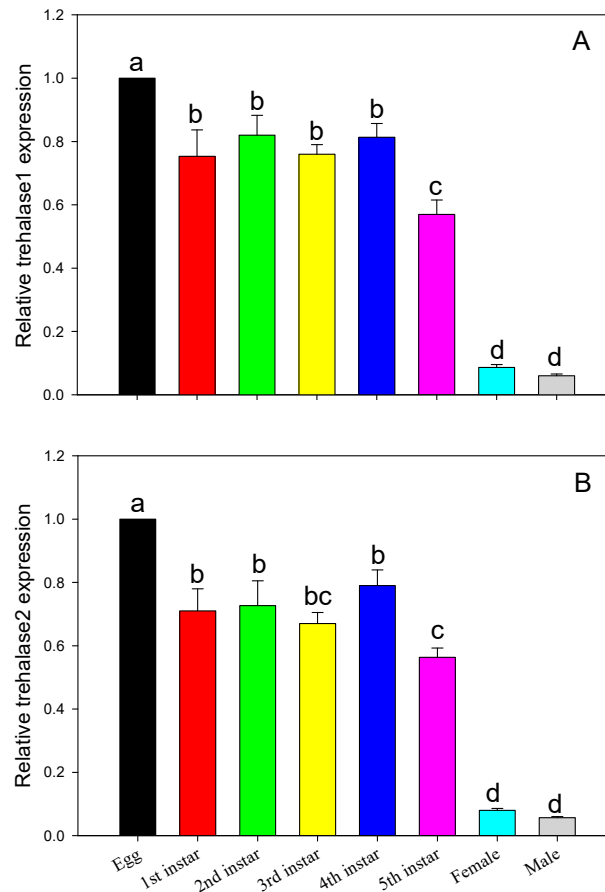 A
Relative trehalase1 expression
1.2
1.0
0.8
0.6
0.4
0.2
0.0
a
b
b
b
b
c
d
d
B
Relative trehalase2 expression
1.2
1.0
0.8
0.6
0.4
0.2
0.0
a
b
b
bc
b
c
d
d
Egg
1st instar
2nd instar
3rd instar
4th instar
5th instar
Female
Male